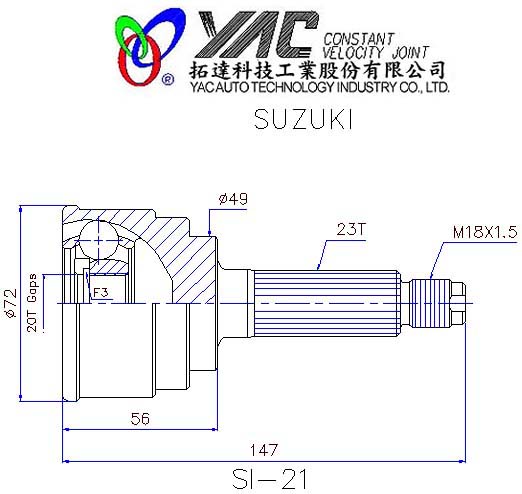 YAC CONSTANT
VELOCITY JOINT
®
拓達科技工業股份有限公司
YAC AUTO TECHNOLOGY INDUSTRY CO., LTD.
SUZUKI
ø49
23T
M18X1.5
ø72
20T Gaps
F3
56
147
SI-21